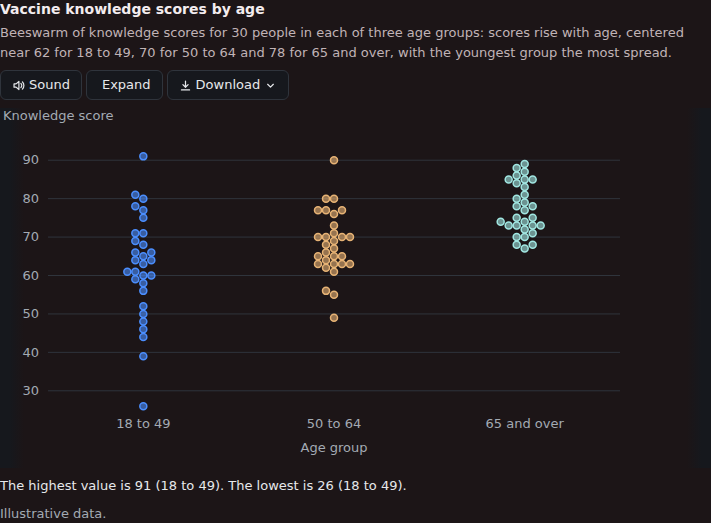 Vaccine knowledge scores by age
Beeswarm of knowledge scores for 30 people in each of three age groups: scores rise with age, centered
near 62 for 18 to 49, 70 for 50 to 64 and 78 for 65 and over, with the youngest group the most spread.
Sound Expand Download
Knowledge score
90
80
70
60
50
40
30
18 to 49 50 to 64 65 and over
Age group
The highest value is 91 (18 to 49). The lowest is 26 (18 to 49).
Illustrative data.